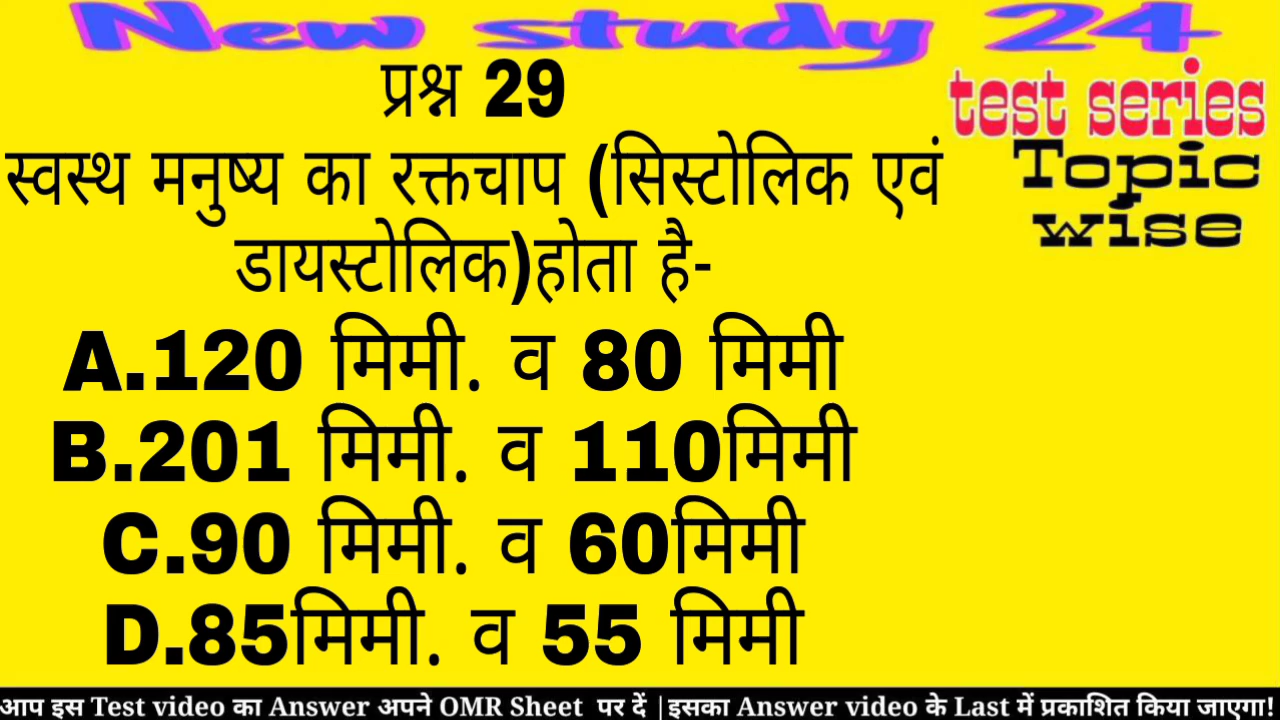 New study 24
test series
Topic
wise
प्रश्न 29
स्वस्थ मनुष्य का रक्तचाप (सिस्टोलिक एवं
डायस्टोलिक)होता है-
A.120 मिमी. व 80 मिमी
B.201 मिमी. व 110मिमी
C.90 मिमी. व 60मिमी
D.85मिमी. व 55 मिमी
आप इस Test video का Answer अपने OMR Sheet पर दें |इसका Answer video के Last में प्रकाशित किया जाएगा!